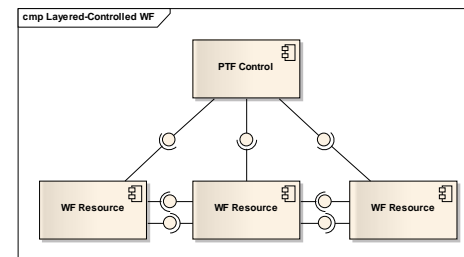 cmp Layered-Controlled WF
PTF Control
WF Resource
WF Resource
WF Resource